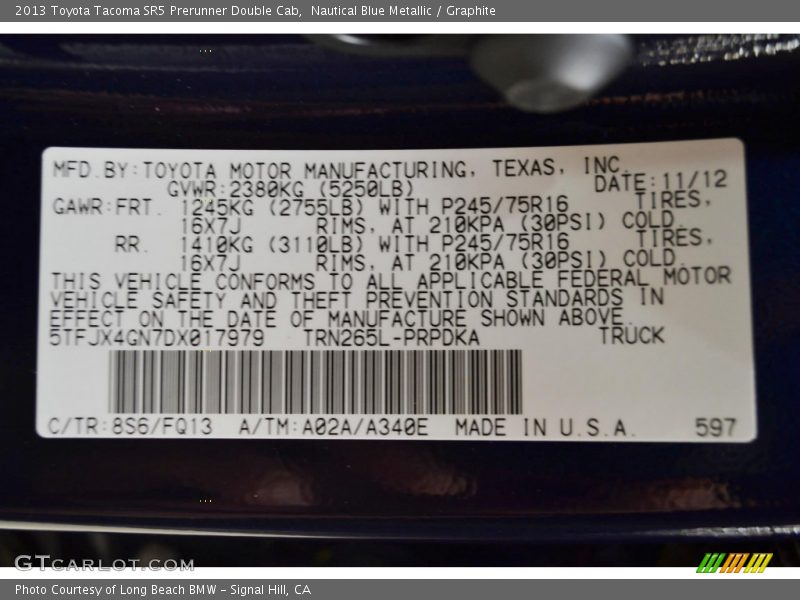 2013 Toyota Tacoma SR5 Prerunner Double Cab,  Nautical Blue Metallic / Graphite
MFD.BY:TOYOTA MOTOR MANUFACTURING, TEXAS, INC.
GVWR:2380KG (5250LB) DATE:11/12
GAWR:FRT. 1245KG (2755LB) WITH P245/75R16 TIRES,
16X7J RIMS, AT 210KPA (30PSI) COLD
RR. 1410KG (3110LB) WITH P245/75R16 TIRES,
16X7J RIMS, AT 210KPA (30PSI) COLD
THIS VEHICLE CONFORMS TO ALL APPLICABLE FEDERAL MOTOR
VEHICLE SAFETY AND THEFT PREVENTION STANDARDS IN
EFFECT ON THE DATE OF MANUFACTURE SHOWN ABOVE.
5TFJX4GN7DX017979 TRN265L-PRPDKA TRUCK
C/TR:8S6/FQ13 A/TM:A02A/A340E MADE IN U.S.A. 597
GTcarlot.com
Photo Courtesy of Long Beach BMW – Signal Hill, CA